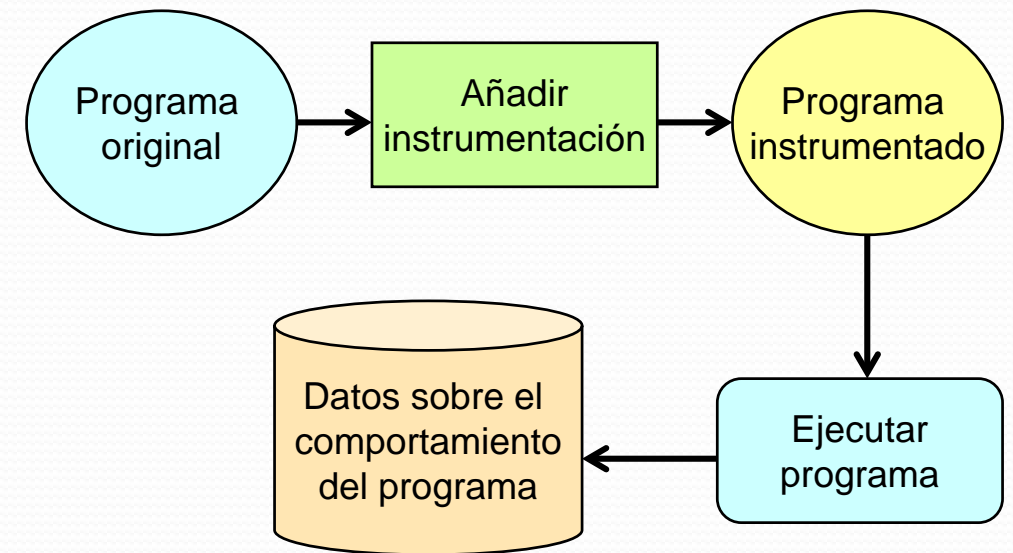 Programa
original
Añadir
instrumentación
Programa
instrumentado
Ejecutar
programa
Datos sobre el
comportamiento
del programa